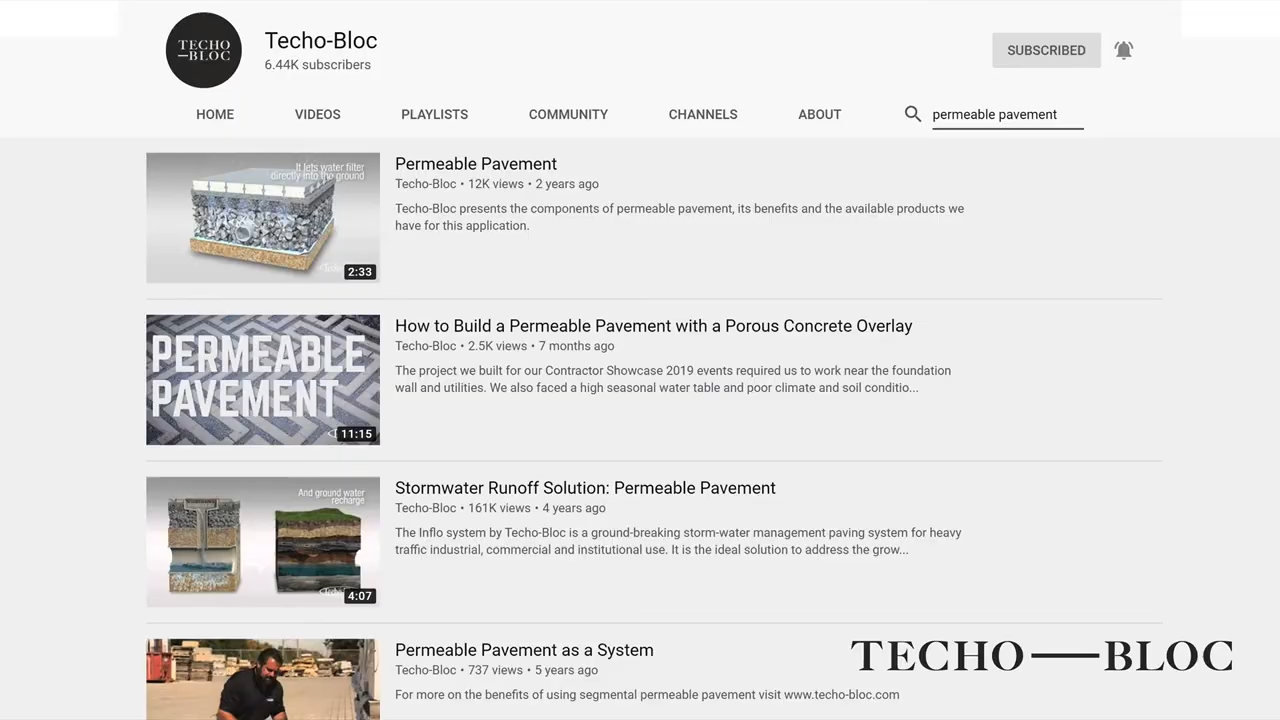 TECHO
—BLOC
Techo-Bloc
6.44K subscribers
SUBSCRIBED
HOME
VIDEOS
PLAYLISTS
COMMUNITY
CHANNELS
ABOUT
permeable pavement
It lets water filter
directly into the ground
2:33
Permeable Pavement
Techo-Bloc • 12K views • 2 years ago
Techo-Bloc presents the components of permeable pavement, its benefits and the available products we
have for this application.
PERMEABLE
PAVEMENT
11:15
How to Build a Permeable Pavement with a Porous Concrete Overlay
Techo-Bloc • 2.5K views • 7 months ago
The project we built for our Contractor Showcase 2019 events required us to work near the foundation
wall and utilities. We also faced a high seasonal water table and poor climate and soil conditio...
And ground water
recharge
4:07
Stormwater Runoff Solution: Permeable Pavement
Techo-Bloc • 161K views • 4 years ago
The Inflo system by Techo-Bloc is a ground-breaking storm-water management paving system for heavy
traffic industrial, commercial and institutional use. It is the ideal solution to address the grow...
Permeable Pavement as a System
Techo-Bloc • 737 views • 5 years ago
For more on the benefits of using segmental permeable pavement visit www.techo-bloc.com
TECHO—BLOC